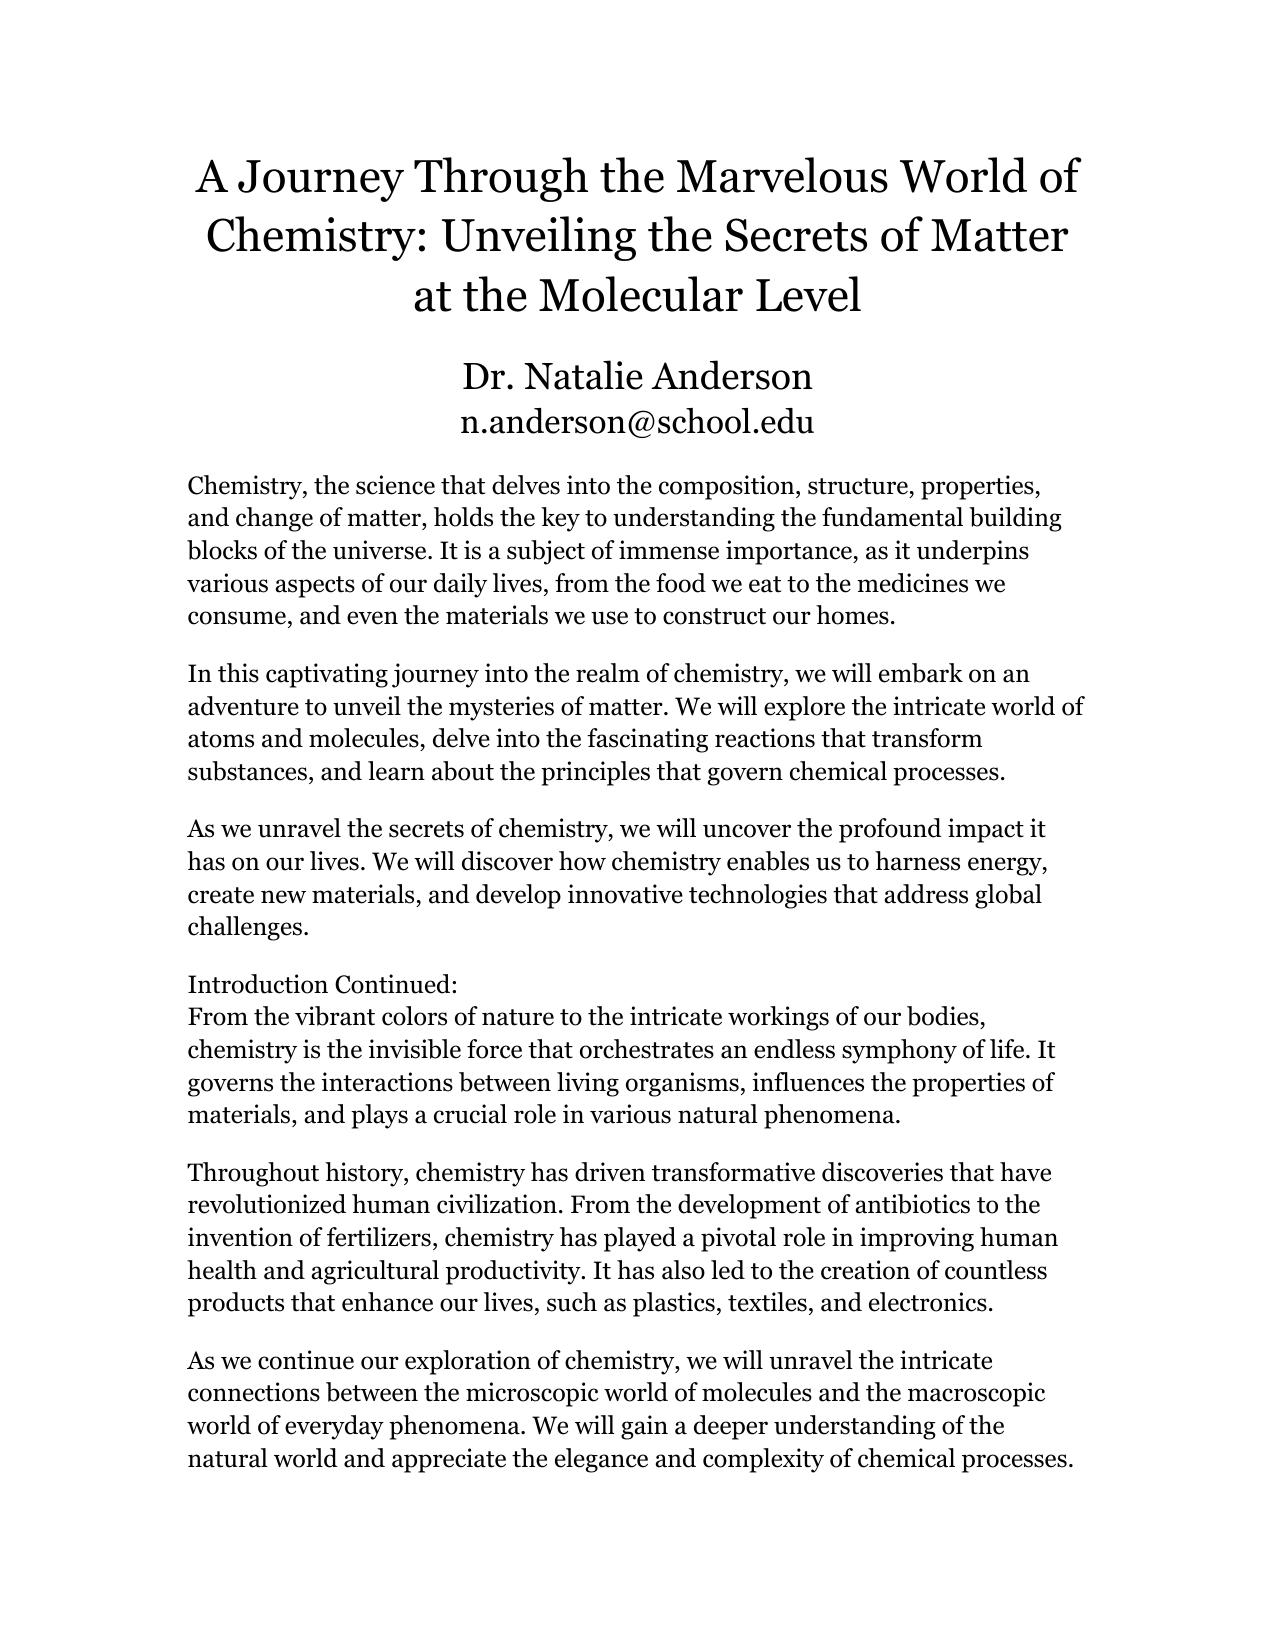 A Journey Through the Marvelous World of
Chemistry: Unveiling the Secrets of Matter
at the Molecular Level
Dr. Natalie Anderson
n.anderson@school.edu
Chemistry, the science that delves into the composition, structure, properties,
and change of matter, holds the key to understanding the fundamental building
blocks of the universe. It is a subject of immense importance, as it underpins
various aspects of our daily lives, from the food we eat to the medicines we
consume, and even the materials we use to construct our homes.
In this captivating journey into the realm of chemistry, we will embark on an
adventure to unveil the mysteries of matter. We will explore the intricate world of
atoms and molecules, delve into the fascinating reactions that transform
substances, and learn about the principles that govern chemical processes.
As we unravel the secrets of chemistry, we will uncover the profound impact it
has on our lives. We will discover how chemistry enables us to harness energy,
create new materials, and develop innovative technologies that address global
challenges.
Introduction Continued:
From the vibrant colors of nature to the intricate workings of our bodies,
chemistry is the invisible force that orchestrates an endless symphony of life. It
governs the interactions between living organisms, influences the properties of
materials, and plays a crucial role in various natural phenomena.
Throughout history, chemistry has driven transformative discoveries that have
revolutionized human civilization. From the development of antibiotics to the
invention of fertilizers, chemistry has played a pivotal role in improving human
health and agricultural productivity. It has also led to the creation of countless
products that enhance our lives, such as plastics, textiles, and electronics.
As we continue our exploration of chemistry, we will unravel the intricate
connections between the microscopic world of molecules and the macroscopic
world of everyday phenomena. We will gain a deeper understanding of the
natural world and appreciate the elegance and complexity of chemical processes.